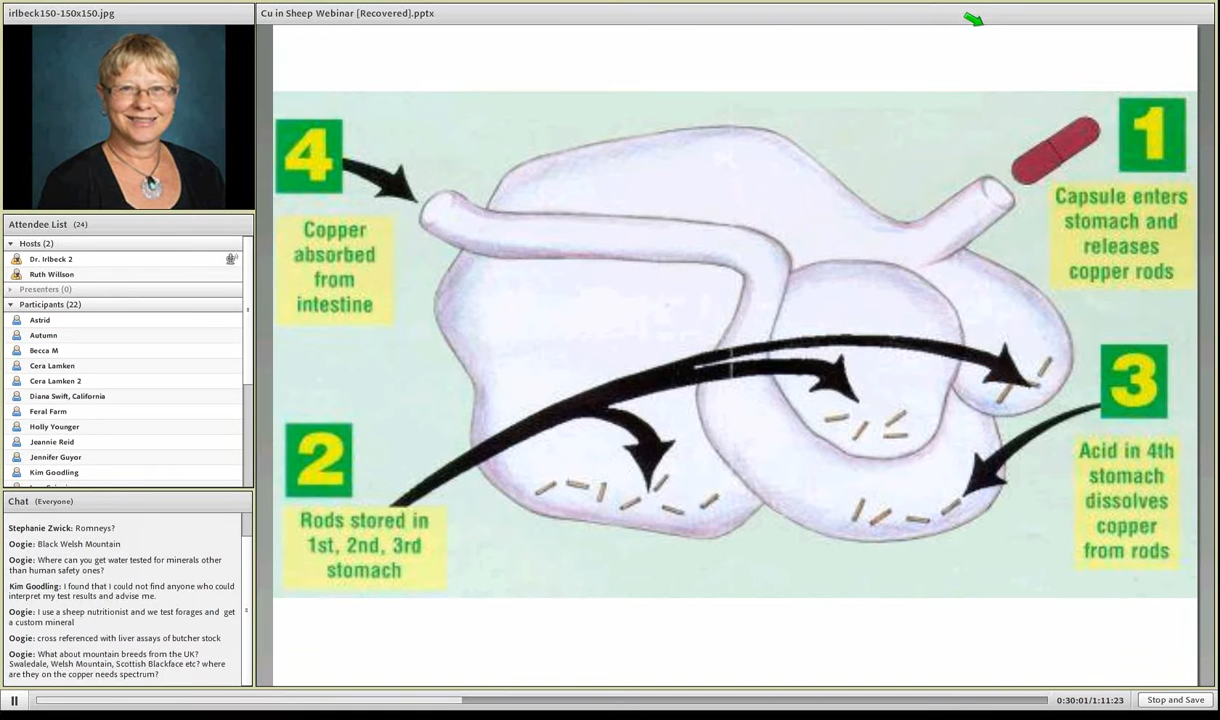 irlbeck150-150x150.jpg
Attendee List (24)
Hosts (2)
Dr. Irlbeck 2
Ruth Willson
Presenters (0)
Participants (22)
Astrid
Autumn
Becca M
Cera Lamken
Cera Lamken 2
Diana Swift, California
Feral Farm
Holly Younger
Jeannie Reid
Jennifer Guyor
Kim Goodling
Chat (Everyone)
Stephanie Zwick: Romneys?
Oogie: Black Welsh Mountain
Oogie: Where can you get water tested for minerals other
than human safety ones?
Kim Goodling: I found that I could not find anyone who could
interpret my test results and advise me.
Oogie: I use a sheep nutritionist and we test forages and get
a custom mineral
Oogie: cross referenced with liver assays of butcher stock
Oogie: What about mountain breeds from the UK?
Swaledale, Welsh Mountain, Scottish Blackface etc? where
are they on the copper needs spectrum?
Cu in Sheep Webinar [Recovered].pptx
1
Capsule enters
stomach and
releases
copper rods
4
Copper
absorbed
from
intestine
2
Rods stored in
1st, 2nd, 3rd
stomach
3
Acid in 4th
stomach
dissolves
copper
from rods
0:30:01/1:11:23
Stop and Save